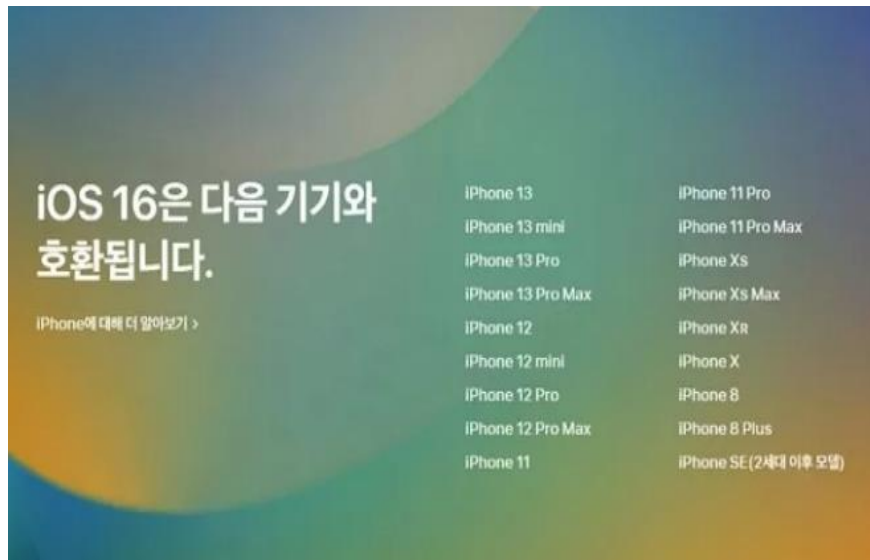 iOS 16은 다음 기기와
호환됩니다.
iPhone에 대해 더 알아보기 >
iPhone 13
iPhone 13 mini
iPhone 13 Pro
iPhone 13 Pro Max
iPhone 12
iPhone 12 mini
iPhone 12 Pro
iPhone 12 Pro Max
iPhone 11
iPhone 11 Pro
iPhone 11 Pro Max
iPhone Xs
iPhone Xs Max
iPhone XR
iPhone X
iPhone 8
iPhone 8 Plus
iPhone SE(2세대 이후 모델)